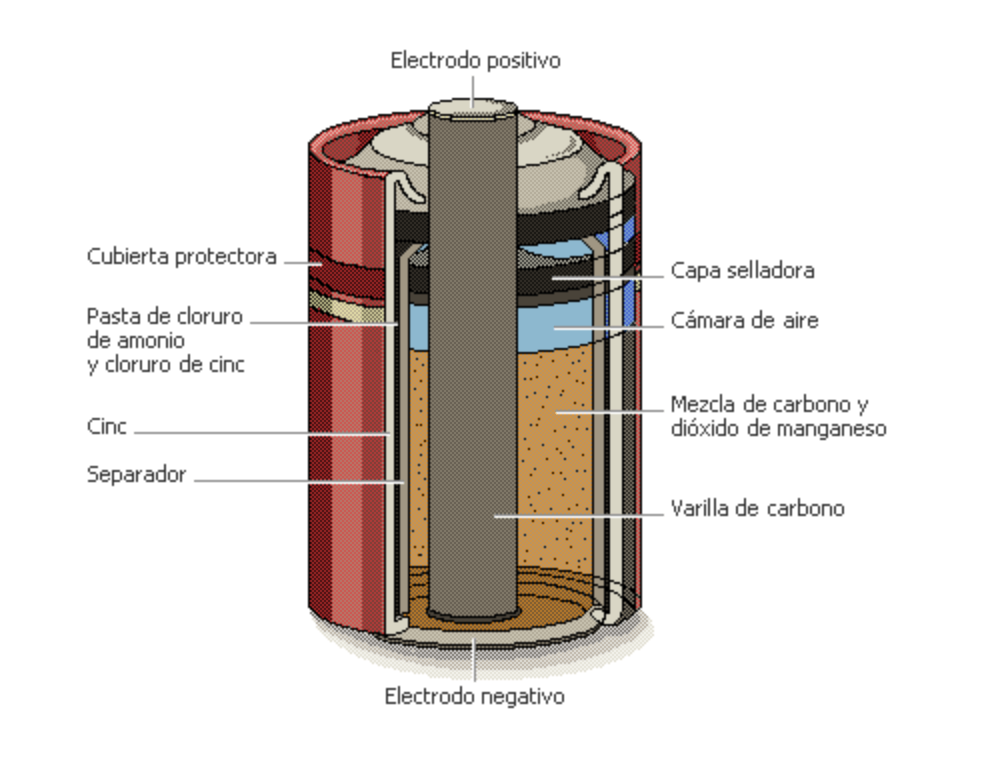 Electrodo positivo
Cubierta protectora
Pasta de cloruro
de amonio
y cloruro de cinc
Cinc
Separador
Capa selladora
Cámara de aire
Mezcla de carbono y
dióxido de manganeso
Varilla de carbono
Electrodo negativo